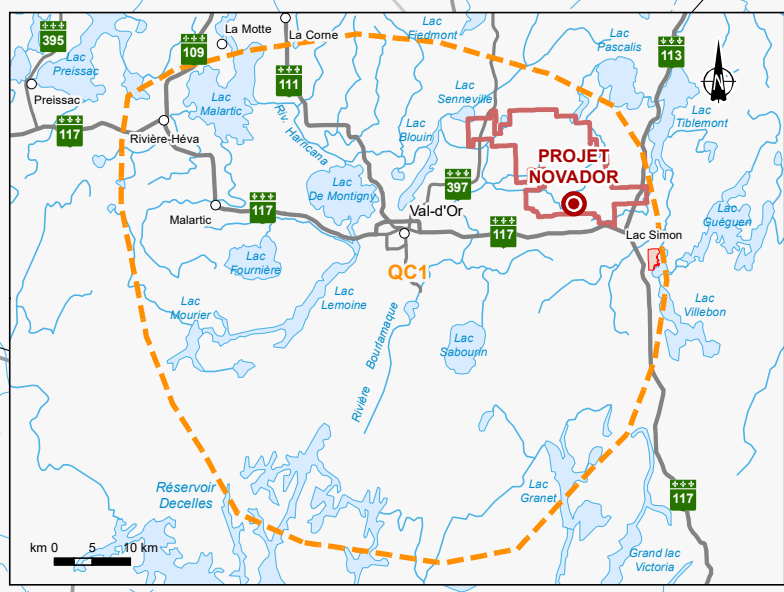 395
109
La Motte
La Corne
Lac
Fiedmont
Lac
Pascalis
113
Lac
Preissac
111
Lac
Senneville
Preissac
Lac
Malartic
Riv. Harricana
Lac
Tiblemont
117
Rivière-Héva
Lac
Blouin
PROJET
NOVADOR
Lac
De Montigny
397
Malartic
117
Val-d'Or
117
Lac
Guéguen
Lac Simon
Lac
Fournière
QC1
Lac
Mourier
Lac
Lemoine
Rivière Bourlamaque
Lac
Villebon
Lac
Sabourin
Réservoir
Decelles
Lac
Granet
117
km 0 5 10 km
Grand lac
Victoria